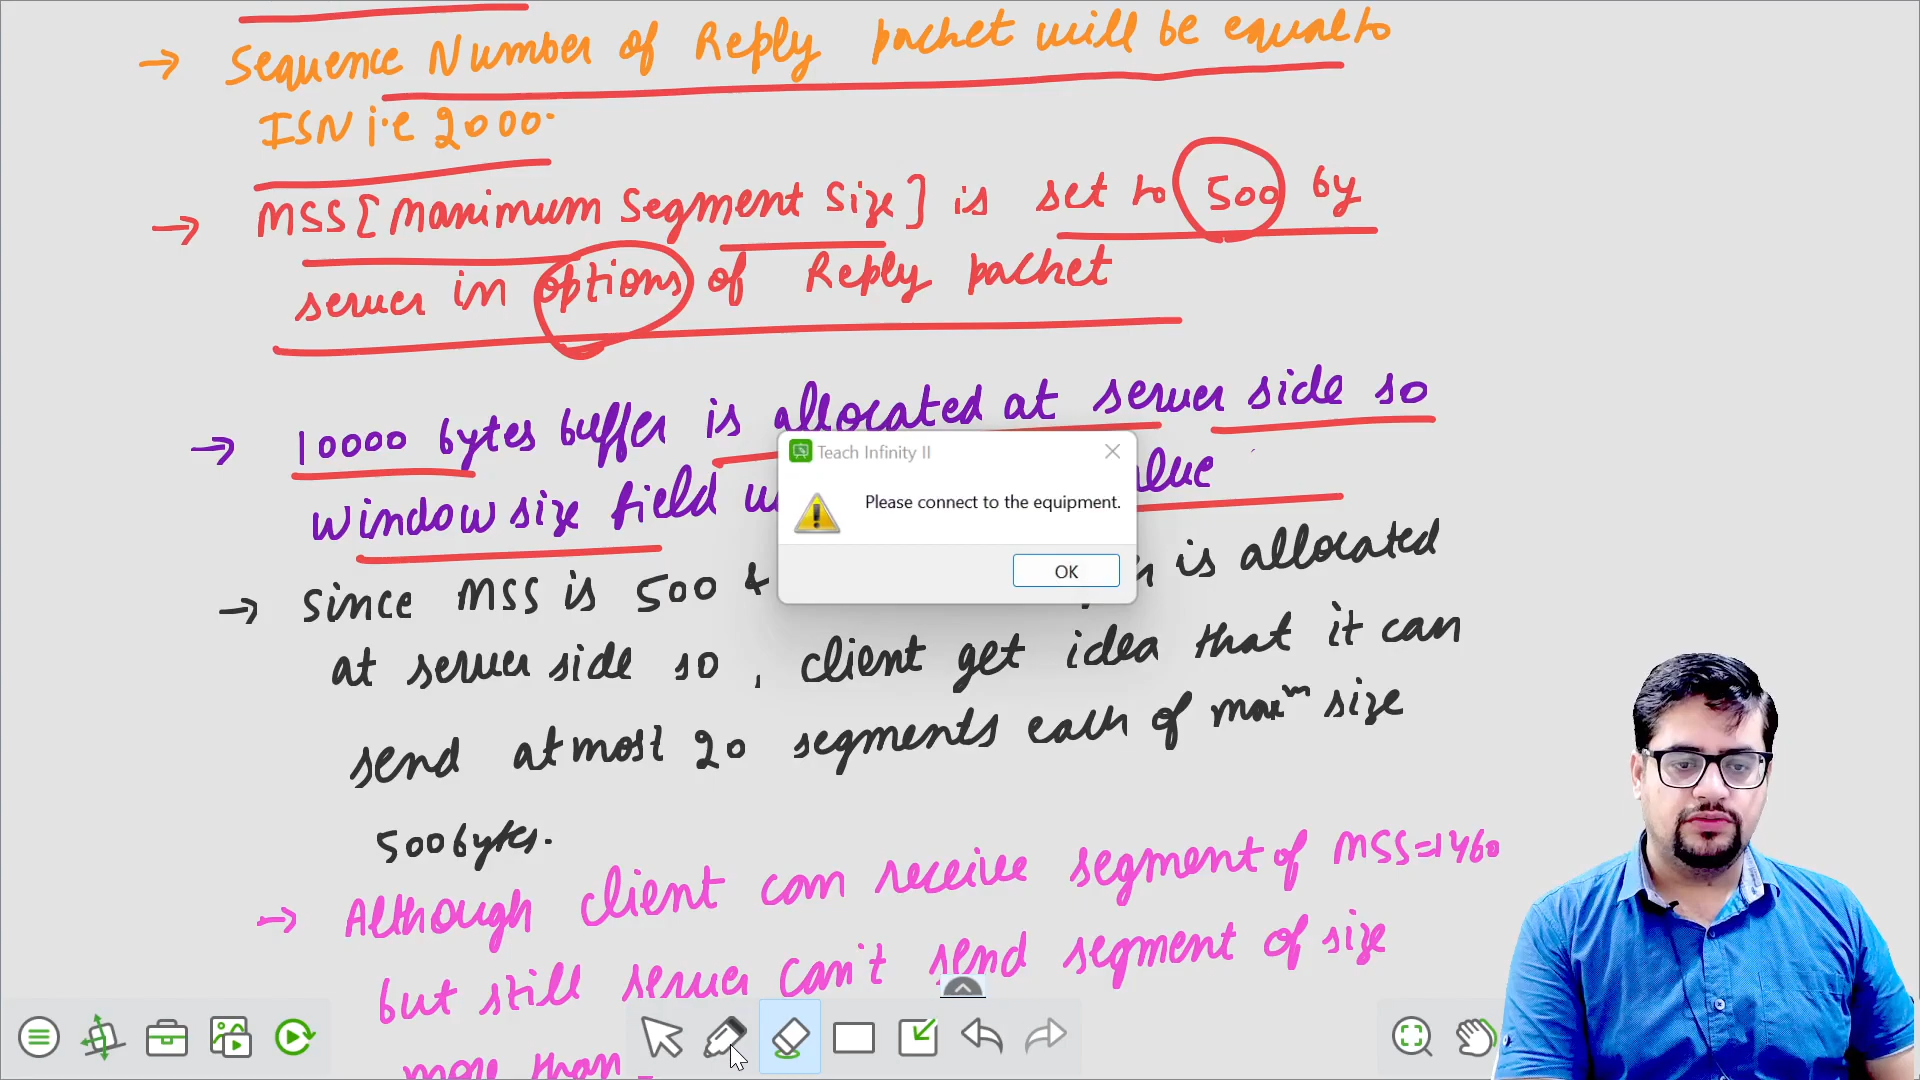 → Sequence Number of Reply packet will be equal to
ISN i.e 2000.
→ MSS [Maximum Segment Size] is set to 500 by
server in options of Reply packet
→ 10000 bytes buffer is allocated at server side so
window size field
Teach Infinity II
Please connect to the equipment.
OK
→ Since MSS is 500 & is allocated
at server side so, client get idea that it can
send atmost 20 segments each of maxm size
500bytes.
→ Although client can receive segment of MSS=1460
but still server can't send segment of size
more than